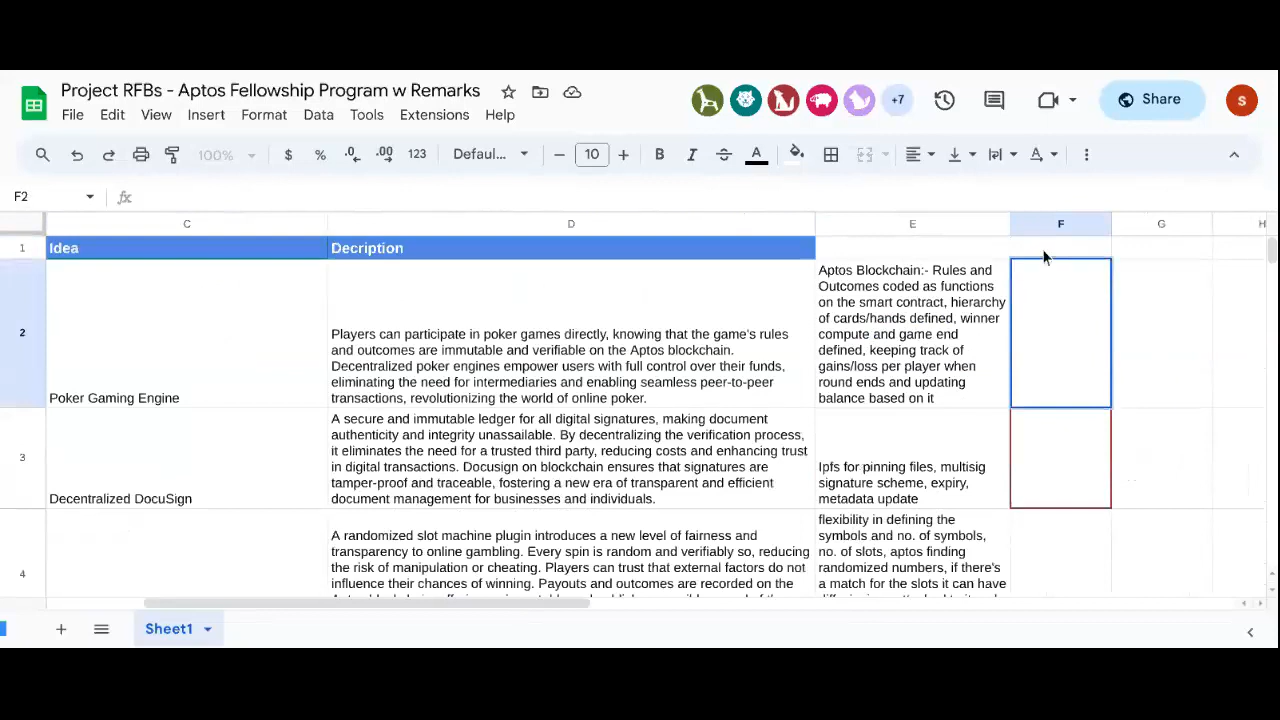 Project RFBs - Aptos Fellowship Program w Remarks
+7
Share
S
File Edit View Insert Format Data Tools Extensions Help
100% $ % .0 .00 123 Defaul... 10 B I A
F2
fx
C D E F G H
1 Idea Decription
2
Poker Gaming Engine
Players can participate in poker games directly, knowing that the game's rules
and outcomes are immutable and verifiable on the Aptos blockchain.
Decentralized poker engines empower users with full control over their funds,
eliminating the need for intermediaries and enabling seamless peer-to-peer
transactions, revolutionizing the world of online poker.
Aptos Blockchain:- Rules and
Outcomes coded as functions
on the smart contract, hierarchy
of cards/hands defined, winner
compute and game end
defined, keeping track of
gains/loss per player when
round ends and updating
balance based on it
3
Decentralized DocuSign
A secure and immutable ledger for all digital signatures, making document
authenticity and integrity unassailable. By decentralizing the verification process,
it eliminates the need for a trusted third party, reducing costs and enhancing trust
in digital transactions. Docusign on blockchain ensures that signatures are
tamper-proof and traceable, fostering a new era of transparent and efficient
document management for businesses and individuals.
Ipfs for pinning files, multisig
signature scheme, expiry,
metadata update
4
A randomized slot machine plugin introduces a new level of fairness and
transparency to online gambling. Every spin is random and verifiably so, reducing
the risk of manipulation or cheating. Players can trust that external factors do not
influence their chances of winning. Payouts and outcomes are recorded on the
flexibility in defining the
symbols and no. of symbols,
no. of slots, aptos finding
randomized numbers, if there's
a match for the slots it can have
Sheet1